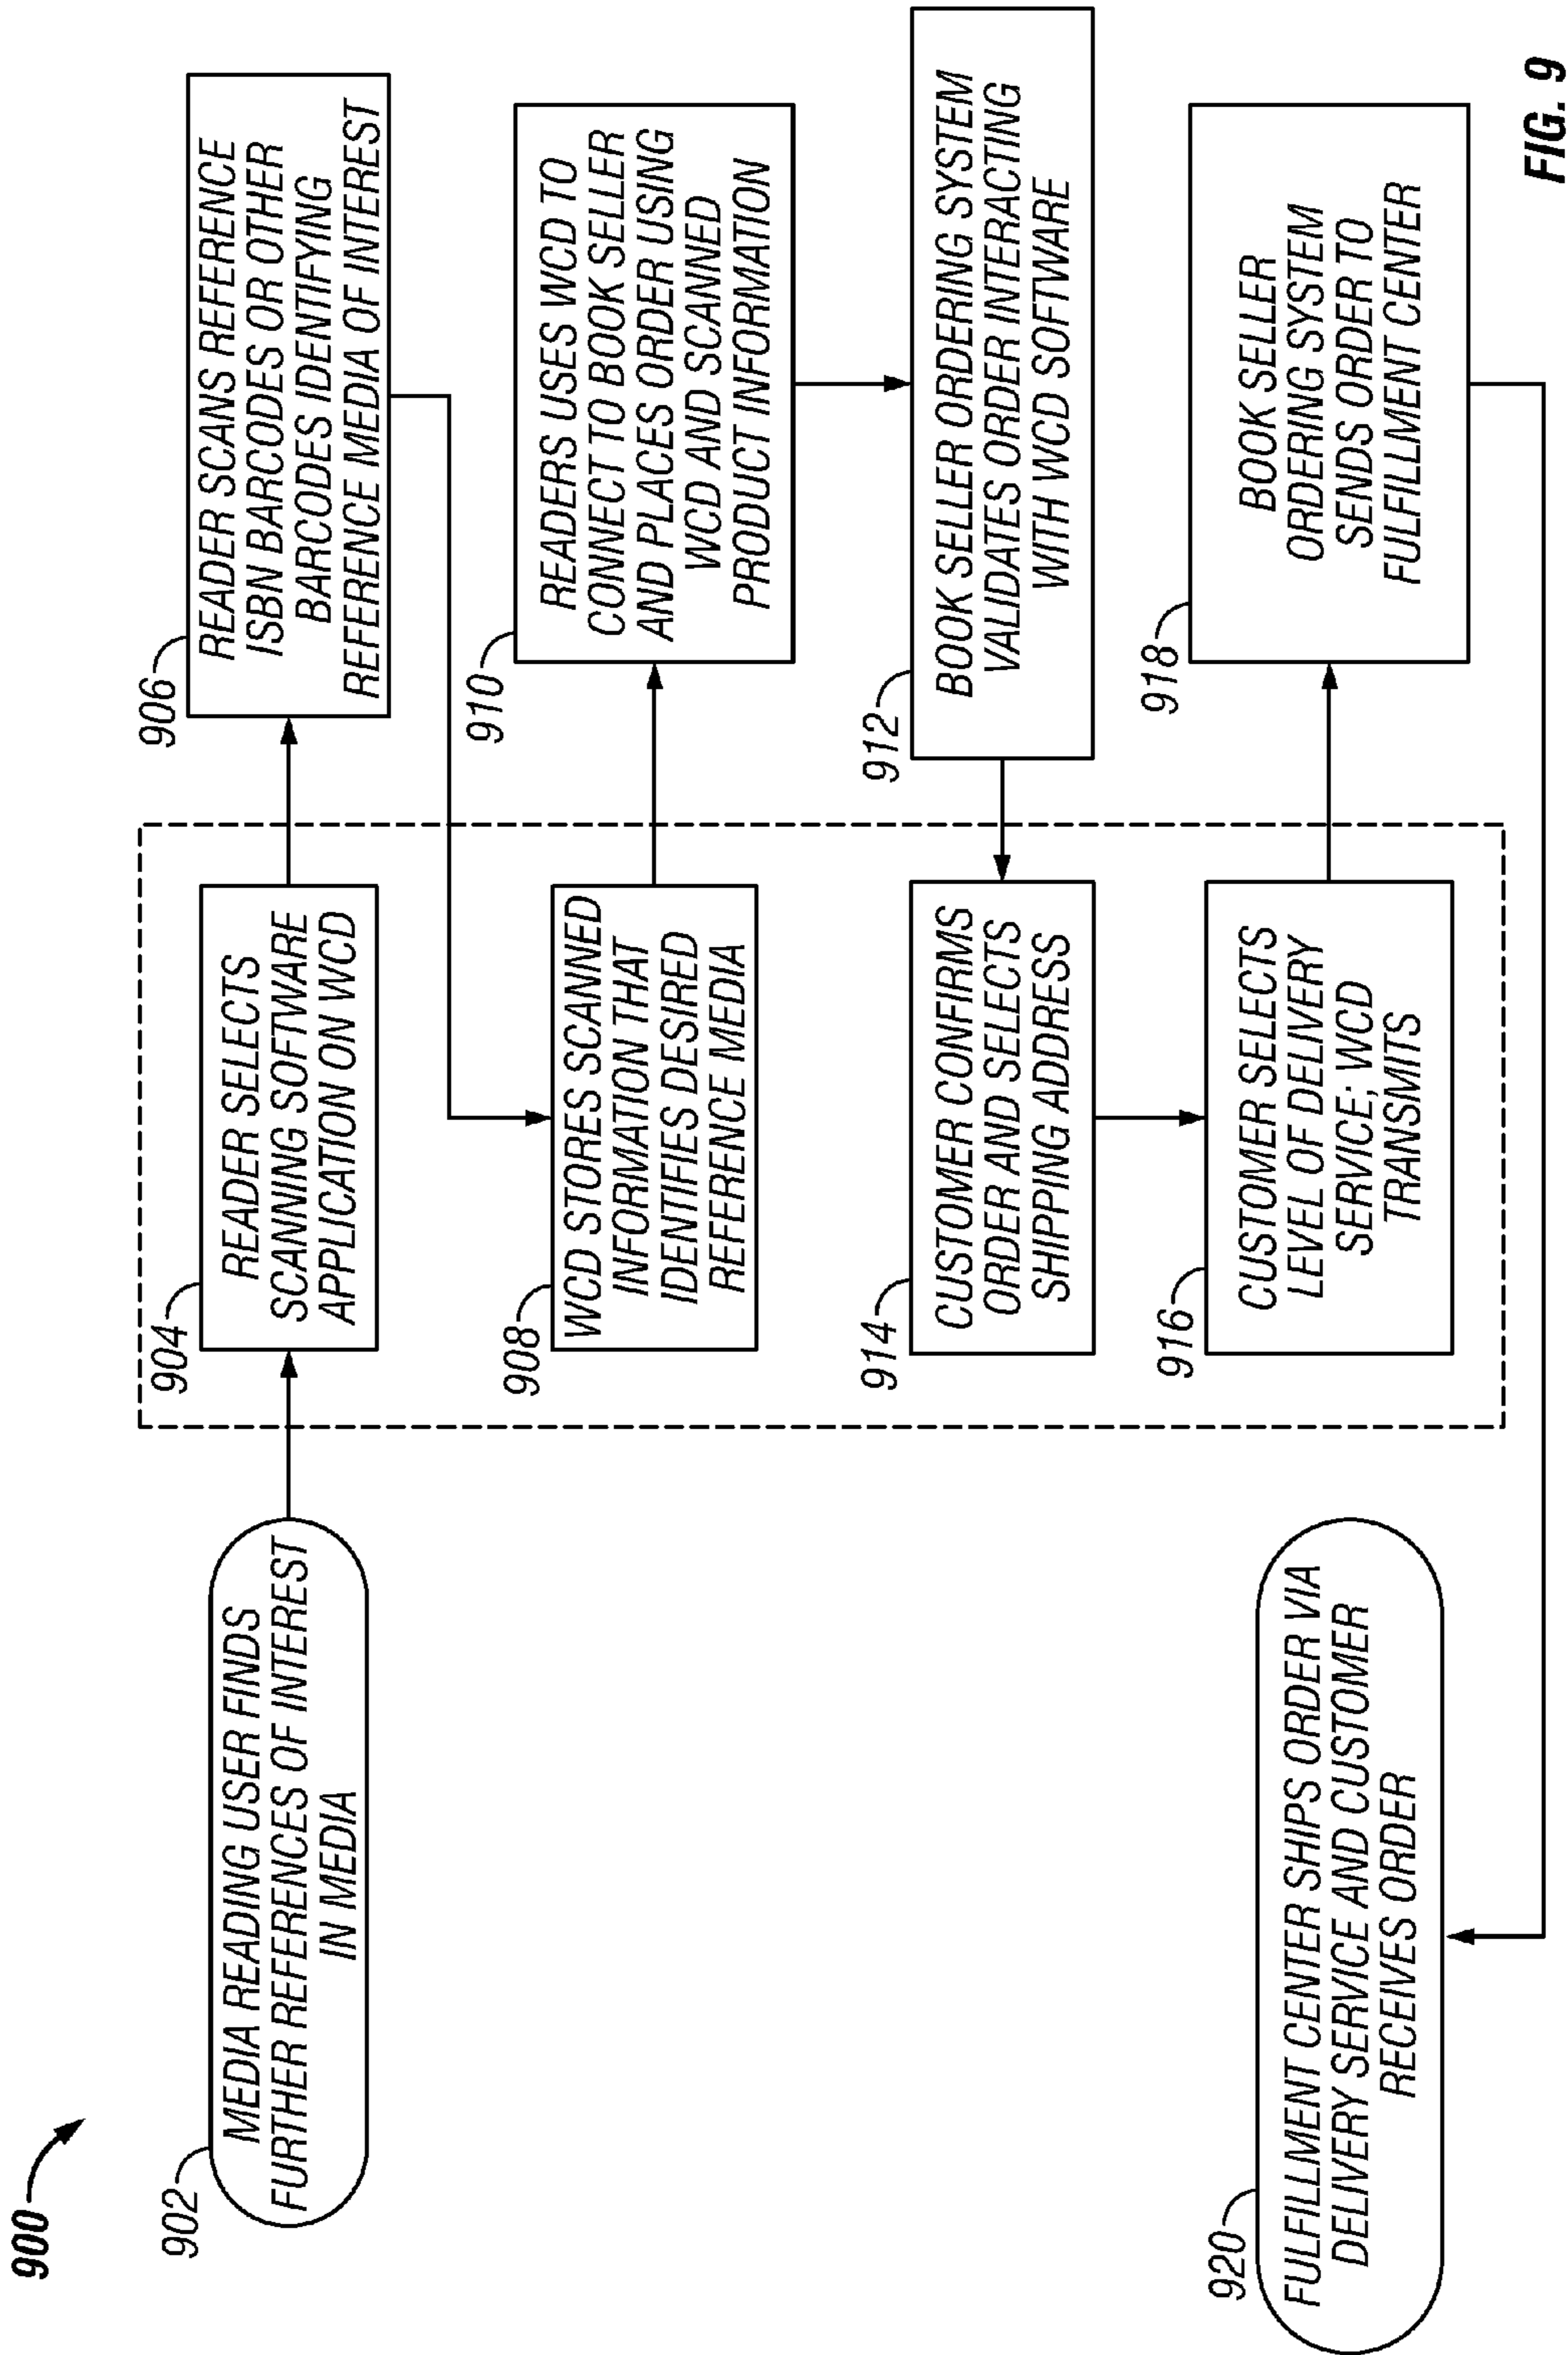 900
902
MEDIA READING USER FINDS
FURTHER REFERENCES OF INTEREST
IN MEDIA
904
READER SELECTS
SCANNING SOFTWARE
APPLICATION ON WCD
906
READER SCANS REFERENCE
ISBN BARCODES OR OTHER
BARCODES IDENTIFYING
REFERENCE MEDIA OF INTEREST
908
WCD STORES SCANNED
INFORMATION THAT
IDENTIFIES DESIRED
REFERENCE MEDIA
910
READERS USES WCD TO
CONNECT TO BOOK SELLER
AND PLACES ORDER USING
WCD AND SCANNED
PRODUCT INFORMATION
912
BOOK SELLER ORDERING SYSTEM
VALIDATES ORDER INTERACTING
WITH WCD SOFTWARE
914
CUSTOMER CONFIRMS
ORDER AND SELECTS
SHIPPING ADDRESS
916
CUSTOMER SELECTS
LEVEL OF DELIVERY
SERVICE; WCD
TRANSMITS
918
BOOK SELLER
ORDERING SYSTEM
SENDS ORDER TO
FULFILLMENT CENTER
920
FULFILLMENT CENTER SHIPS ORDER VIA
DELIVERY SERVICE AND CUSTOMER
RECEIVES ORDER
FIG. 9